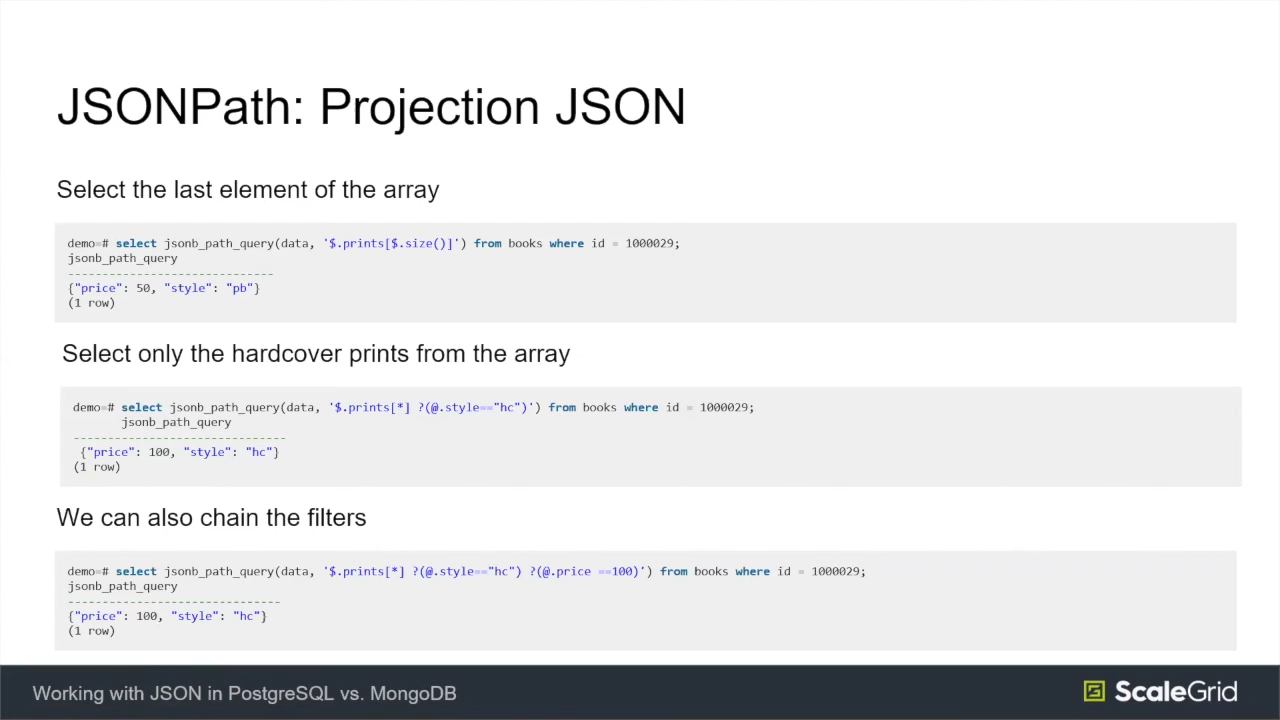 JSONPath: Projection JSON
Select the last element of the array
demo=# select jsonb_path_query(data, '$.prints[$.size()]') from books where id = 1000029;
jsonb_path_query
------------------------------
{"price": 50, "style": "pb"}
(1 row)
Select only the hardcover prints from the array
demo=# select jsonb_path_query(data, '$.prints[*] ?(@.style=="hc")') from books where id = 1000029;
       jsonb_path_query
-------------------------------
 {"price": 100, "style": "hc"}
(1 row)
We can also chain the filters
demo=# select jsonb_path_query(data, '$.prints[*] ?(@.style=="hc") ?(@.price ==100)') from books where id = 1000029;
jsonb_path_query
-------------------------------
{"price": 100, "style": "hc"}
(1 row)
Working with JSON in PostgreSQL vs. MongoDB
ScaleGrid